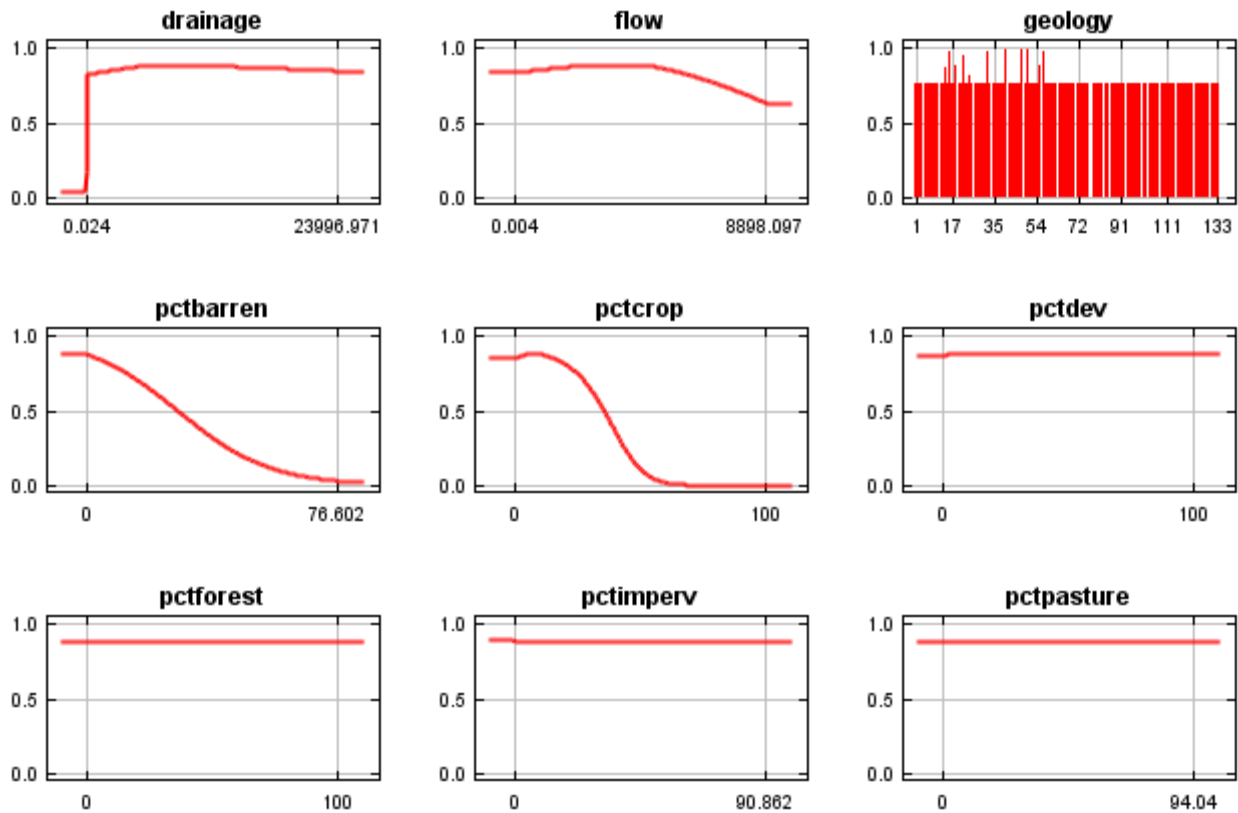 drainage flow geology
1.0 1.0 1.0
0.5 0.5 0.5
0.0 0.0 0.0
0.024 23996.971 0.004 8898.097 1 17 35 54 72 91 111 133
pctbarren pctcrop pctdev
1.0 1.0 1.0
0.5 0.5 0.5
0.0 0.0 0.0
0 76.602 0 100 0 100
pctforest pctimperv pctpasture
1.0 1.0 1.0
0.5 0.5 0.5
0.0 0.0 0.0
0 100 0 90.862 0 94.04